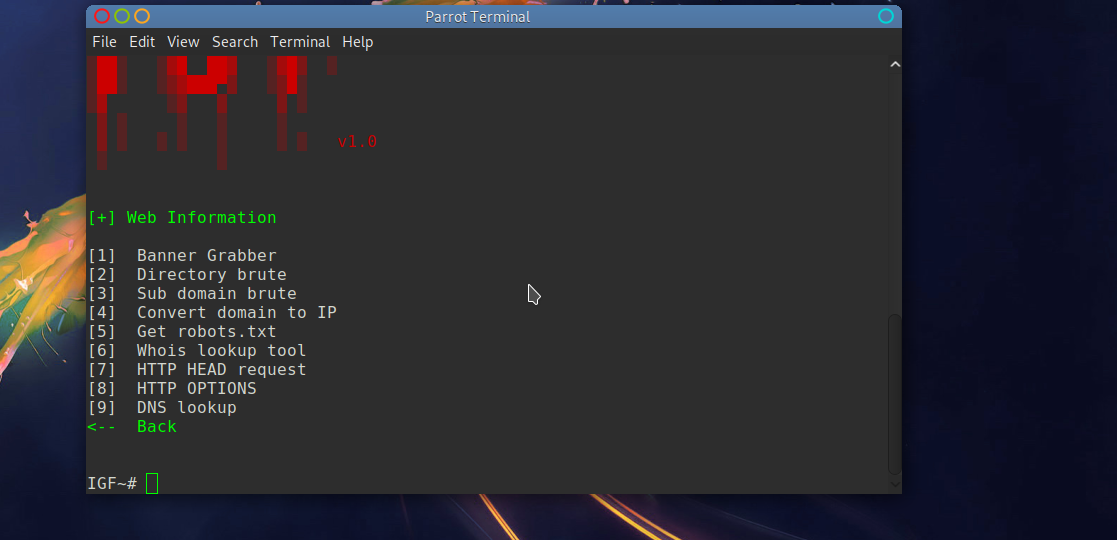 Parrot Terminal
File Edit View Search Terminal Help
v1.0
[+] Web Information
[1] Banner Grabber
[2] Directory brute
[3] Sub domain brute
[4] Convert domain to IP
[5] Get robots.txt
[6] Whois lookup tool
[7] HTTP HEAD request
[8] HTTP OPTIONS
[9] DNS lookup
<-- Back
IGF~#